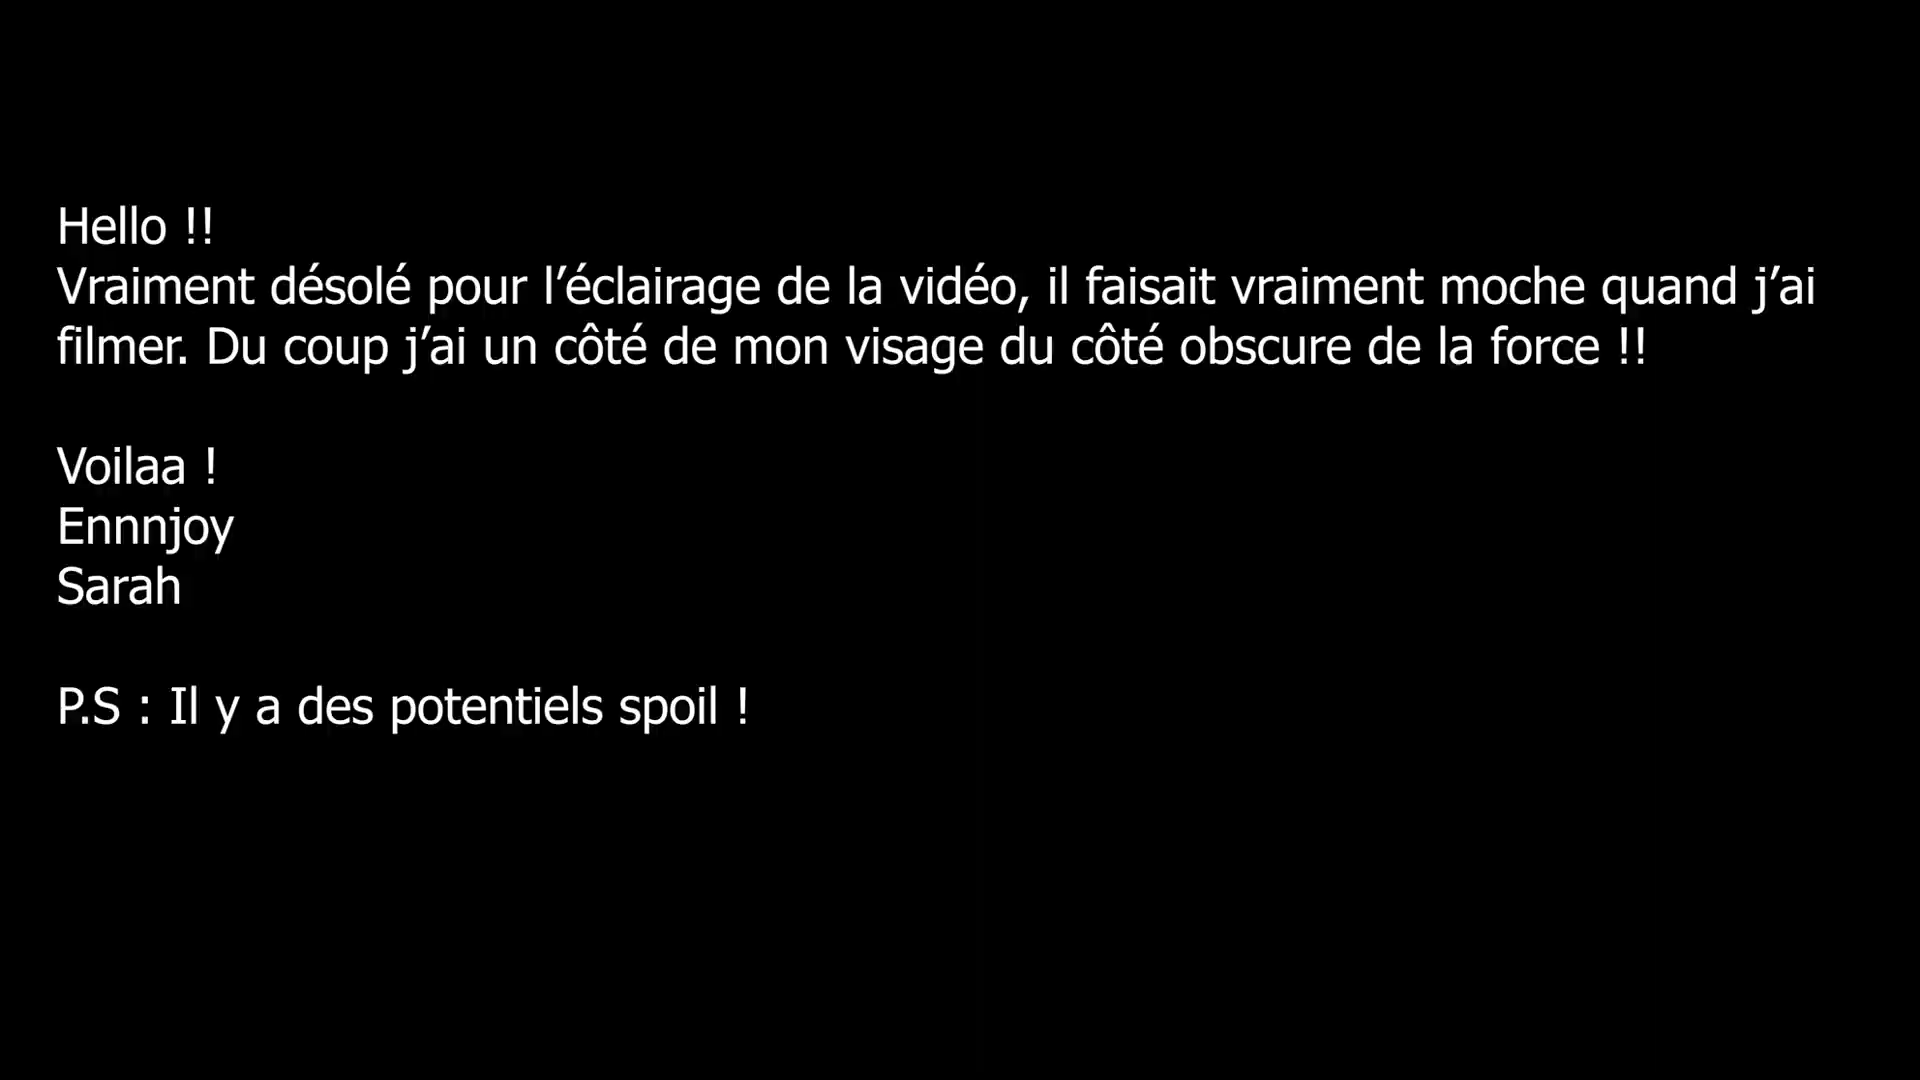 Hello !!
Vraiment désolé pour l’éclairage de la vidéo, il faisait vraiment moche quand j’ai
filmer. Du coup j’ai un côté de mon visage du côté obscure de la force !!
Voilaa !
Ennnjoy
Sarah
P.S : Il y a des potentiels spoil !